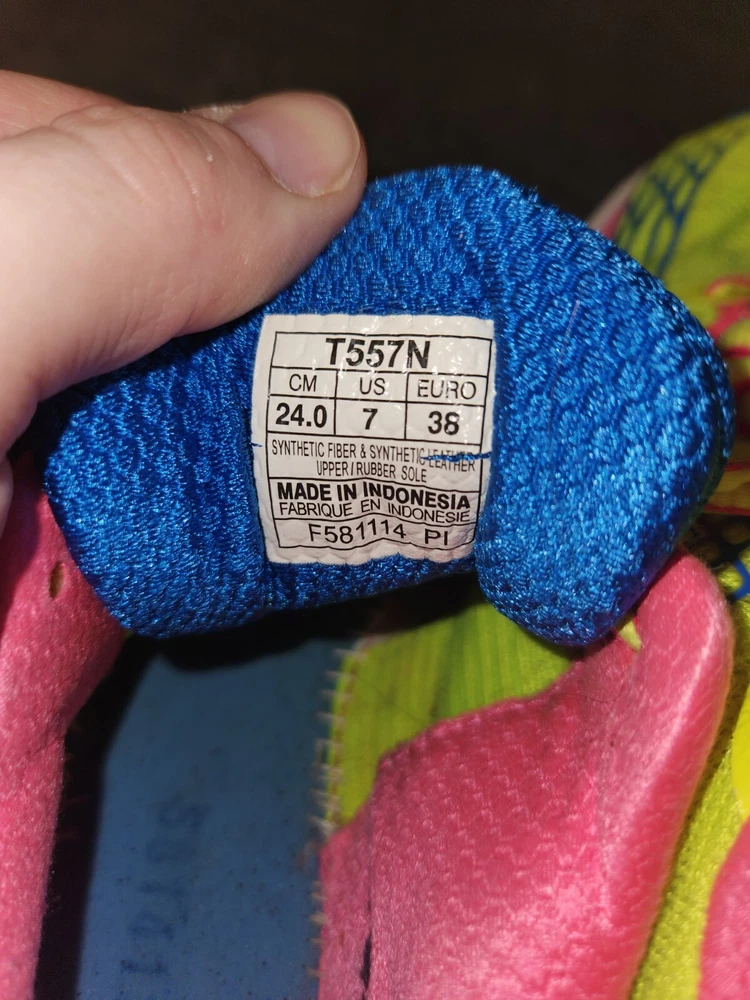 T557N
CM US EURO
24.0 7 38
SYNTHETIC FIBER & SYNTHETIC LEATHER
UPPER / RUBBER SOLE
MADE IN INDONESIA
FABRIQUE EN INDONESIE
F581114 PI